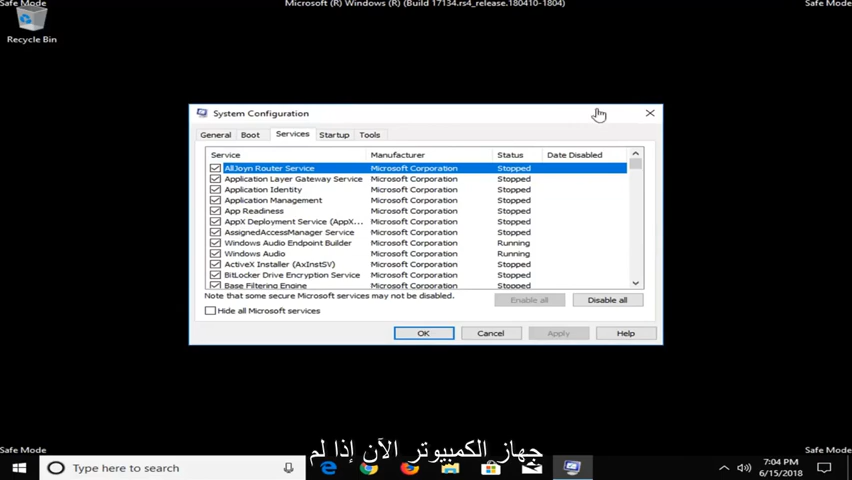 Safe Mode
Microsoft (R) Windows (R) (Build 17134.rs4_release.180410-1804)
Safe Mode
Recycle Bin
System Configuration
General Boot Services Startup Tools
Service Manufacturer Status Date Disabled
AllJoyn Router Service Microsoft Corporation Stopped
Application Layer Gateway Service Microsoft Corporation Stopped
Application Identity Microsoft Corporation Stopped
Application Management Microsoft Corporation Stopped
App Readiness Microsoft Corporation Stopped
AppX Deployment Service (AppX... Microsoft Corporation Stopped
AssignedAccessManager Service Microsoft Corporation Stopped
Windows Audio Endpoint Builder Microsoft Corporation Running
Windows Audio Microsoft Corporation Running
ActiveX Installer (AxInstSV) Microsoft Corporation Stopped
BitLocker Drive Encryption Service Microsoft Corporation Stopped
Base Filtering Engine Microsoft Corporation Stopped
Note that some secure Microsoft services may not be disabled.
Enable all Disable all
Hide all Microsoft services
OK Cancel Apply Help
جهاز الكمبيوتر الآن إذا لم
Safe Mode
Safe Mode
Type here to search
7:04 PM
6/15/2018